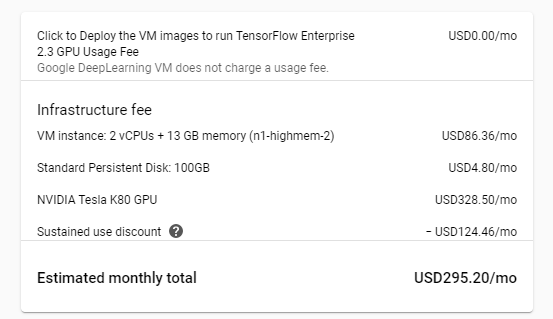 Click to Deploy the VM images to run TensorFlow Enterprise USD0.00/mo
2.3 GPU Usage Fee
Google DeepLearning VM does not charge a usage fee.
Infrastructure fee
VM instance: 2 vCPUs + 13 GB memory (n1-highmem-2) USD86.36/mo
Standard Persistent Disk: 100GB USD4.80/mo
NVIDIA Tesla K80 GPU USD328.50/mo
Sustained use discount ? - USD124.46/mo
Estimated monthly total USD295.20/mo